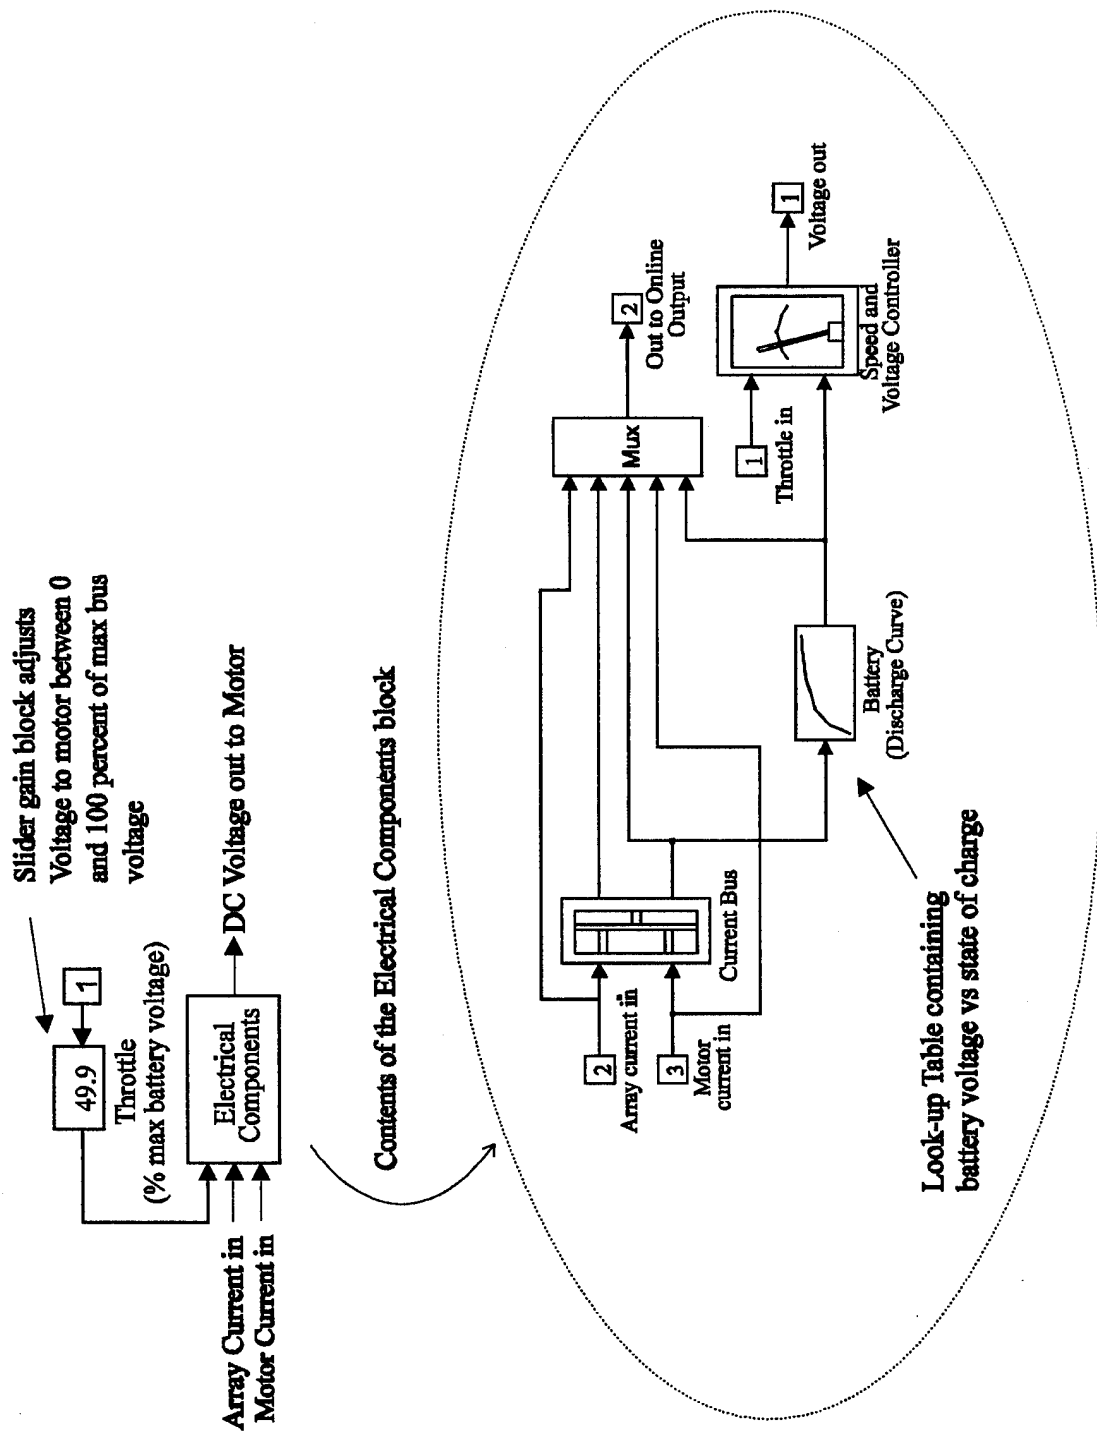 Slider gain block adjusts
Voltage to motor between 0
and 100 percent of max bus
voltage
49.9
1
Throttle
(% max battery voltage)
Electrical
Components
DC Voltage out to Motor
Array Current in
Motor Current in
Contents of the Electrical Components block
2
Array current in
3
Motor
current in
Current Bus
Mux
2
Out to Online
Output
1
Throttle in
Speed and
Voltage Controller
1
Voltage out
Battery
(Discharge Curve)
Look-up Table containing
battery voltage vs state of charge